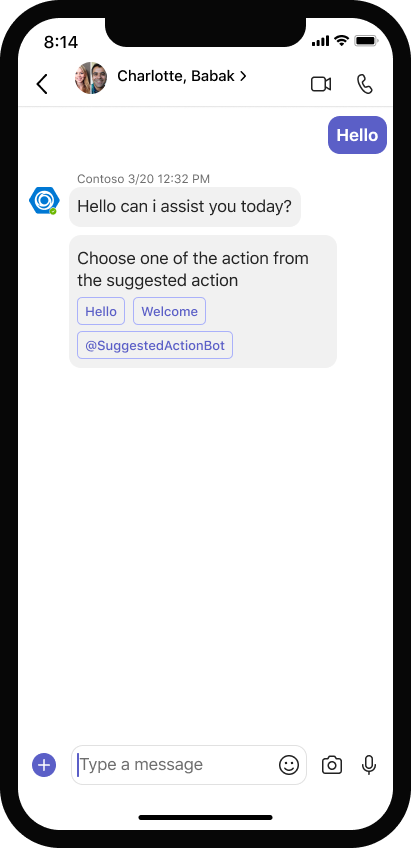 8:14
Charlotte, Babak
Hello
Contoso 3/20 12:32 PM
Hello can i assist you today?
Choose one of the action from
the suggested action
Hello Welcome
@SuggestedActionBot
Type a message